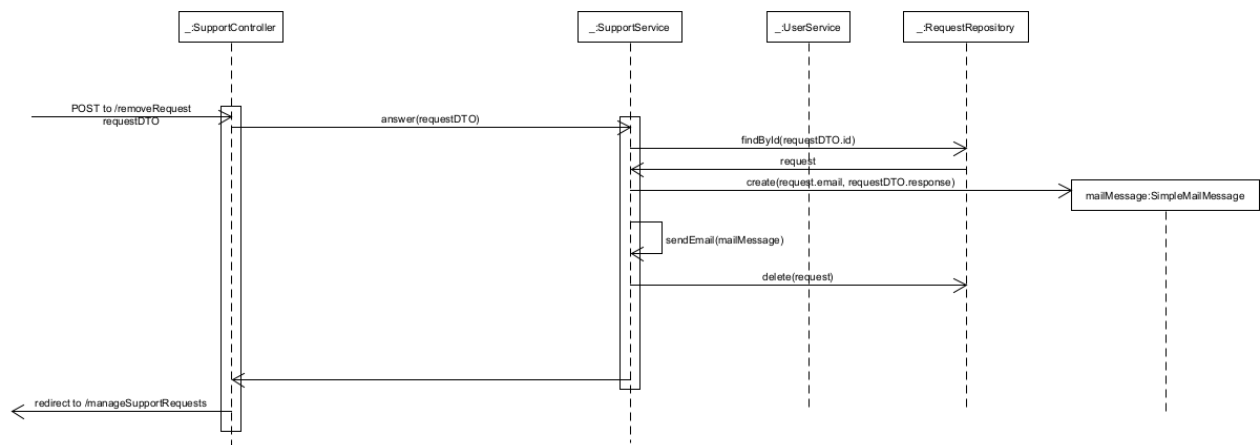 _:SupportController
_:SupportService
_:UserService
_:RequestRepository
POST to /removeRequest
requestDTO
answer(requestDTO)
findById(requestDTO.id)
request
create(request.email, requestDTO.response)
mailMessage:SimpleMailMessage
sendEmail(mailMessage)
delete(request)
redirect to /manageSupportRequests